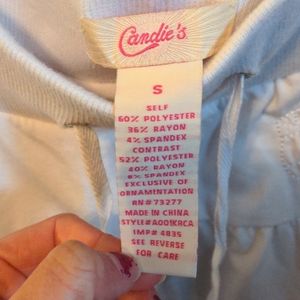 Candie's
S
SELF
60% POLYESTER
36% RAYON
4% SPANDEX
CONTRAST
52% POLYESTER
40% RAYON
8% SPANDEX
EXCLUSIVE OF
ORNAMENTATION
RN#73277
MADE IN CHINA
STYLE#A001KRCA
IMP# 4835
SEE REVERSE
FOR CARE